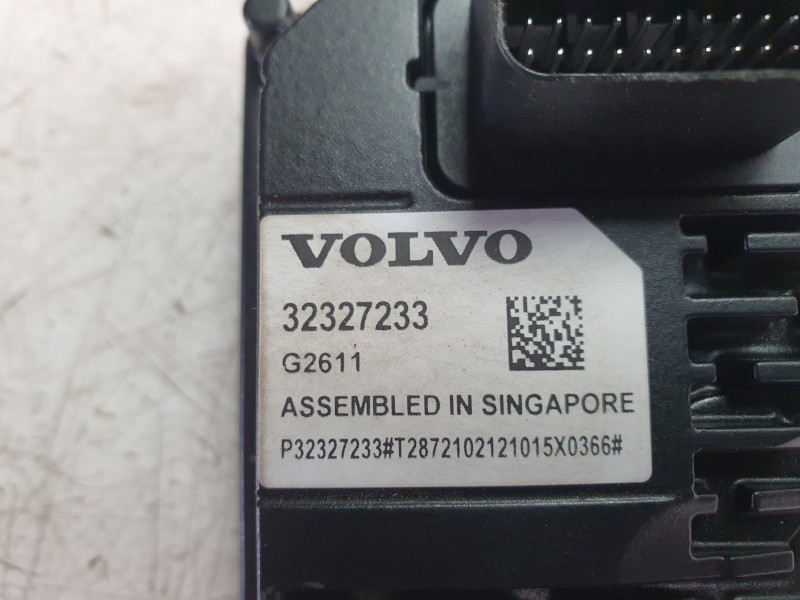 VOLVO
32327233
G2611
ASSEMBLED IN SINGAPORE
P32327233#T2872102121015X0366#